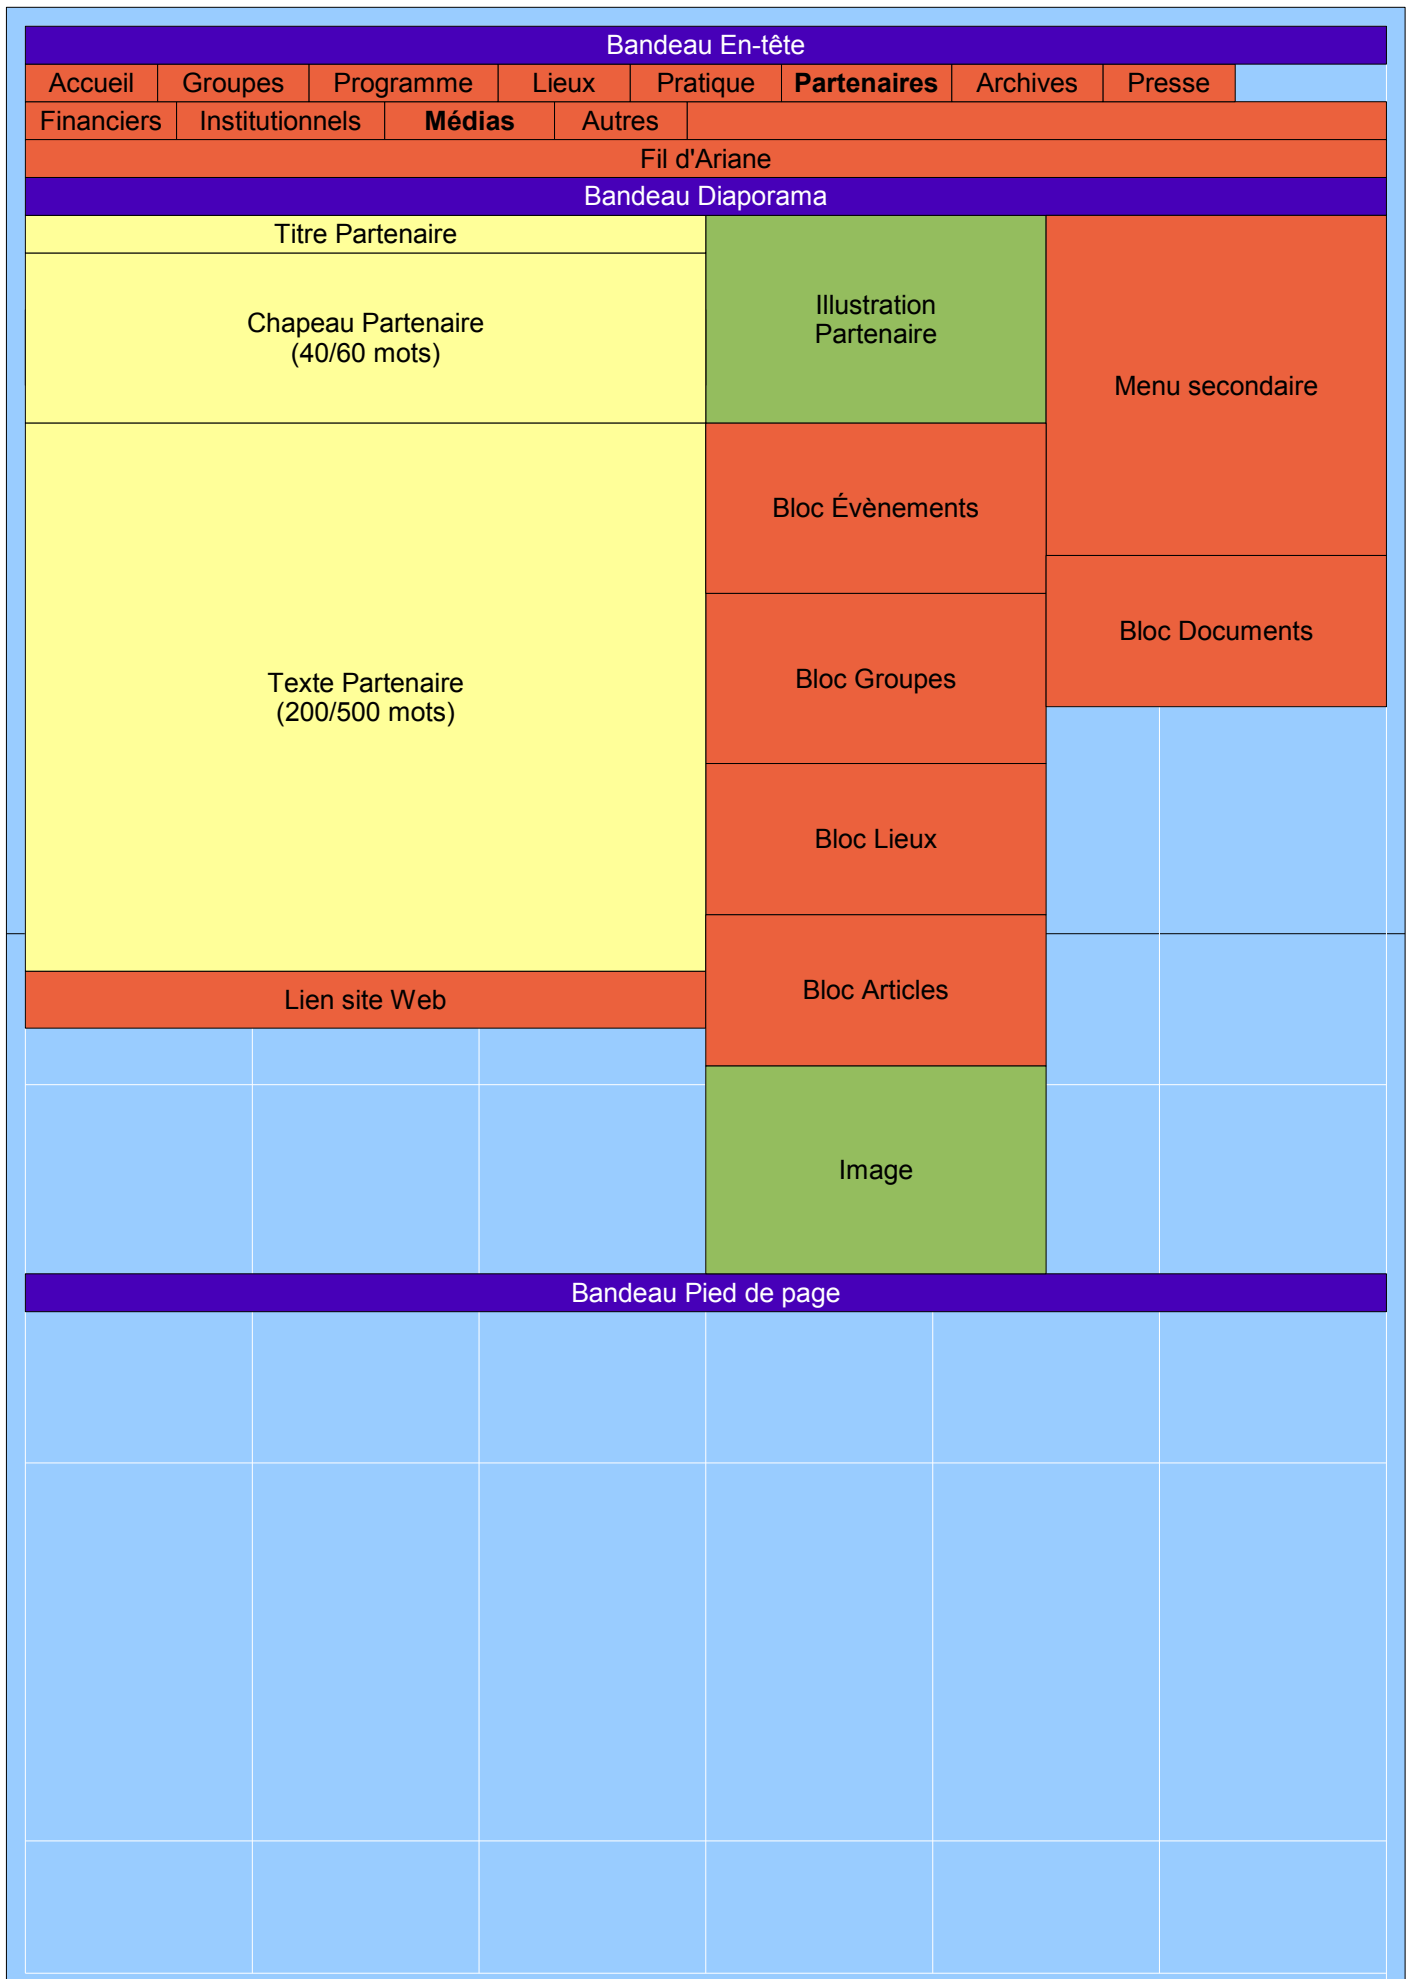 Bandeau En-tête
Accueil Groupes Programme Lieux Pratique Partenaires Archives Presse
Financiers Institutionnels Médias Autres
Fil d'Ariane
Bandeau Diaporama
Titre Partenaire
Chapeau Partenaire
(40/60 mots)
Illustration
Partenaire
Menu secondaire
Bloc Évènements
Bloc Documents
Texte Partenaire
(200/500 mots)
Bloc Groupes
Bloc Lieux
Bloc Articles
Lien site Web
Image
Bandeau Pied de page